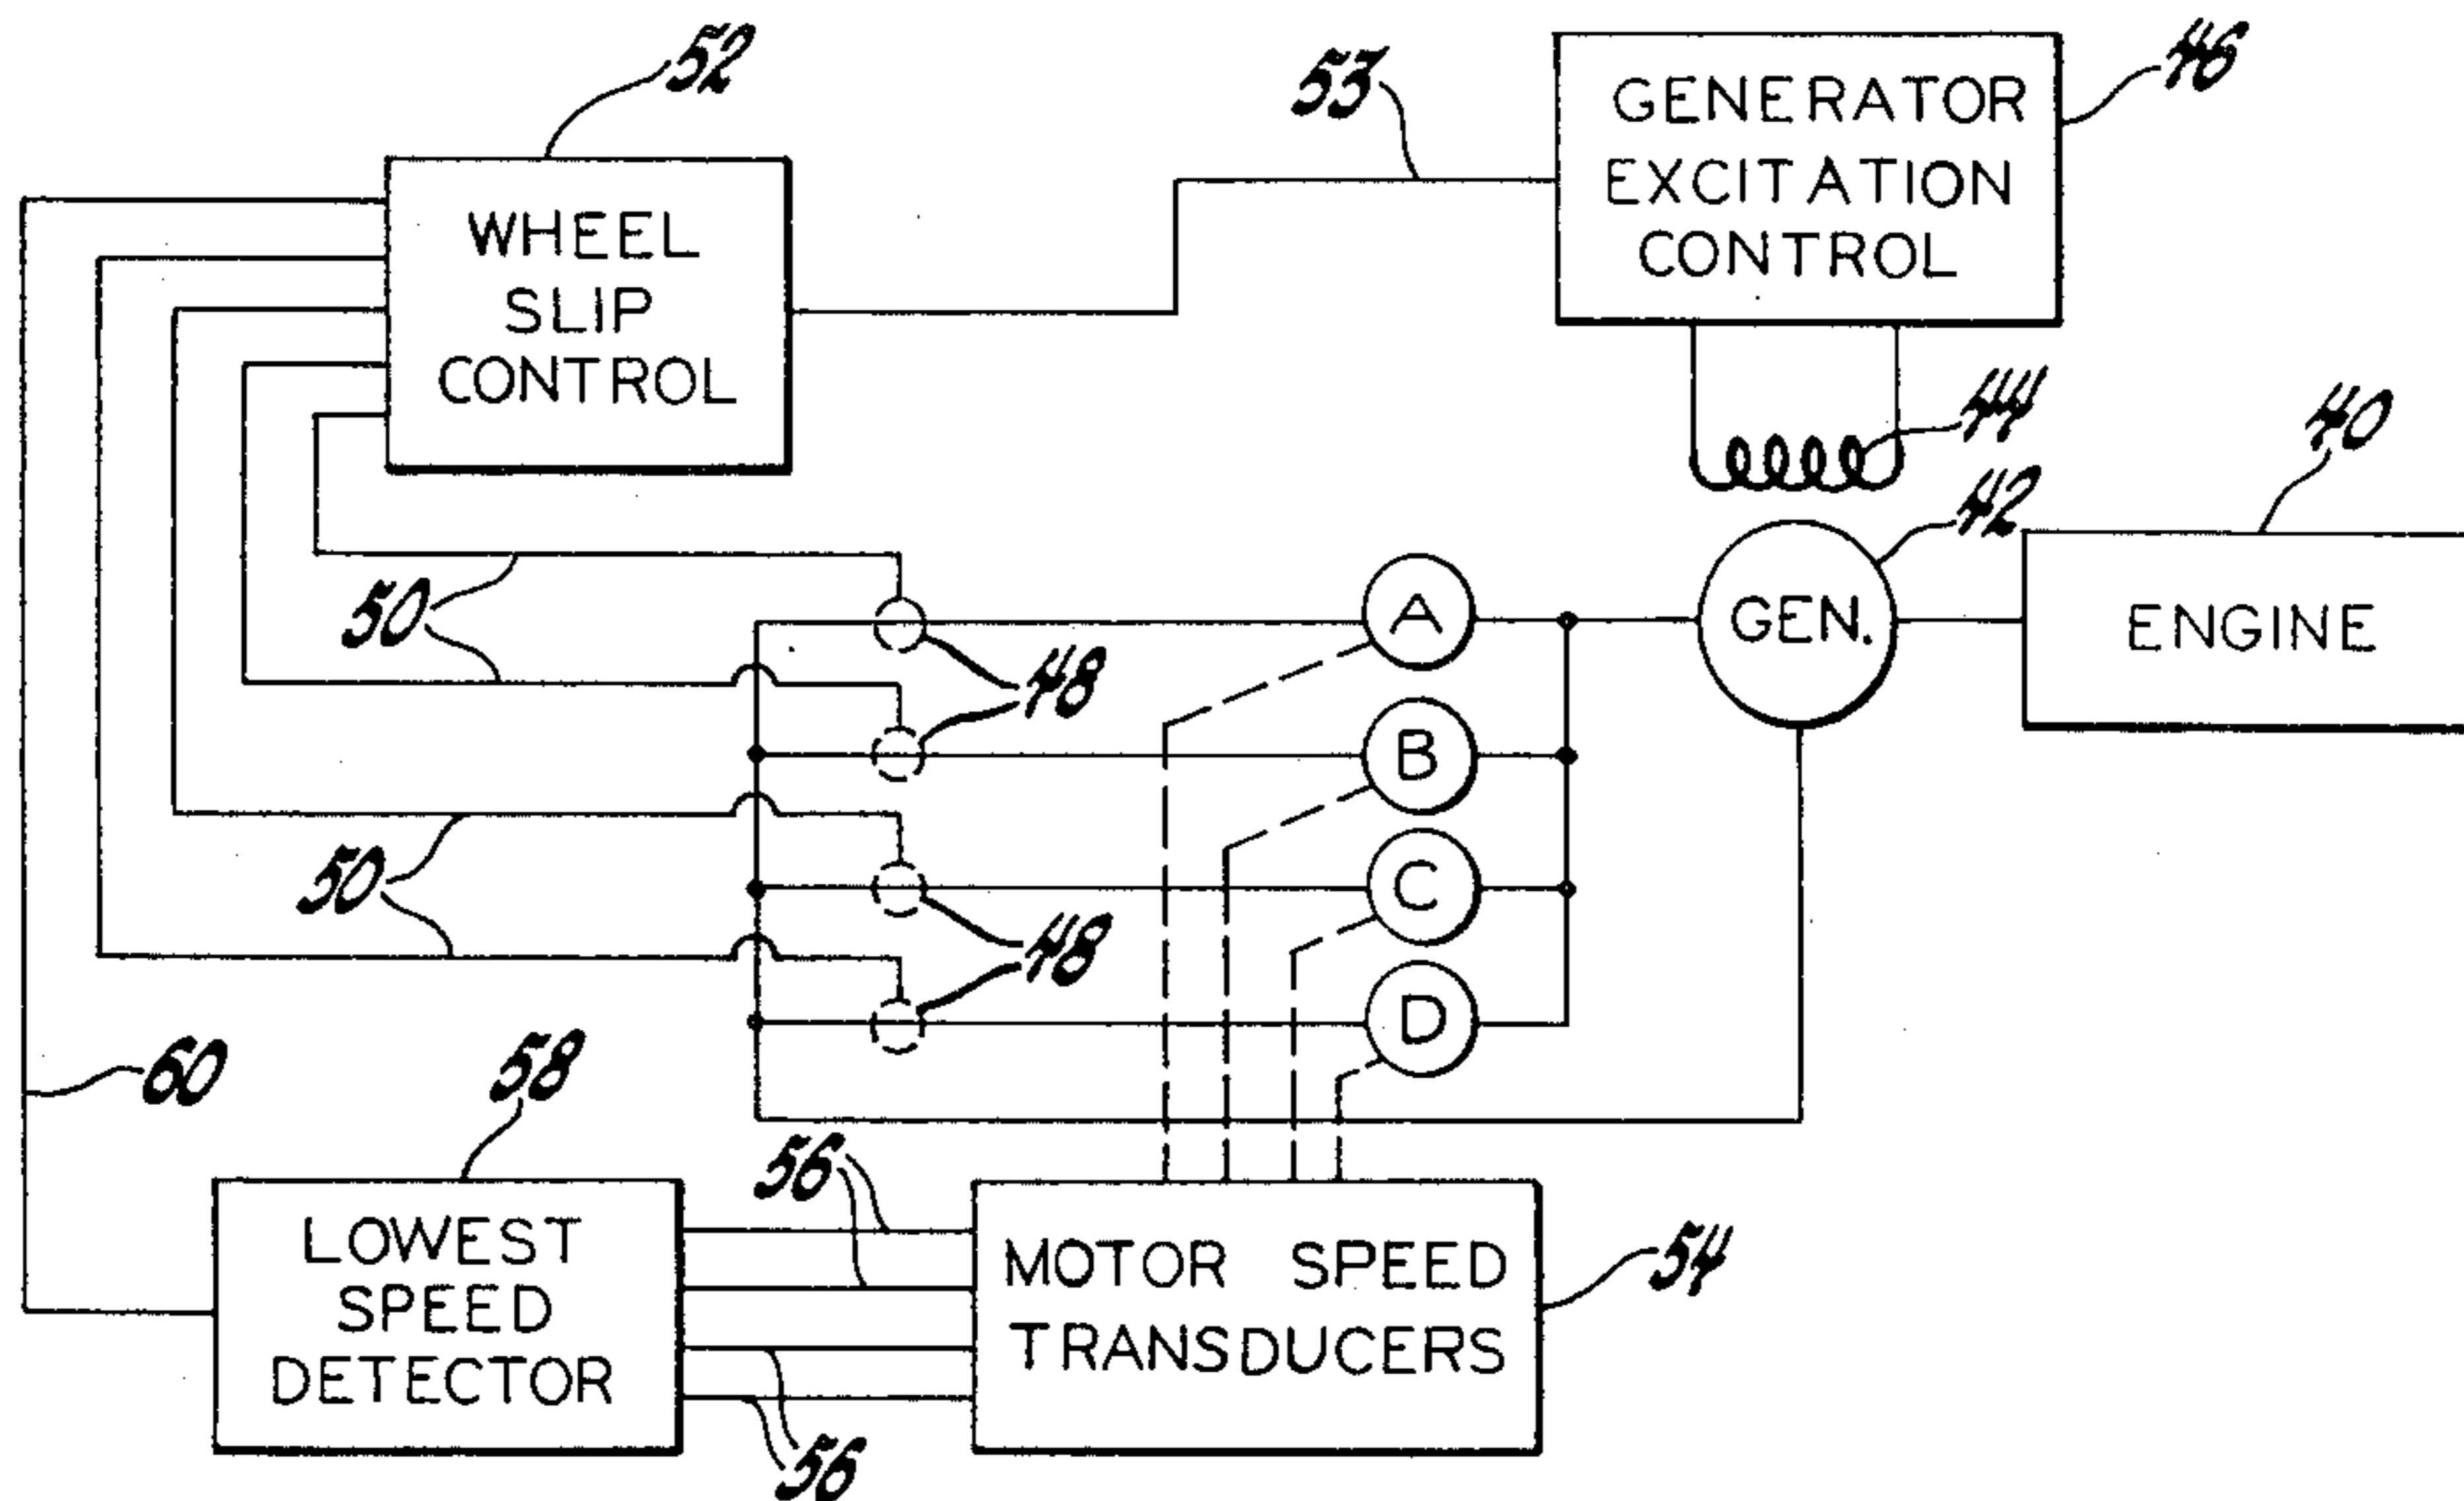 52
53
GENERATOR
EXCITATION
CONTROL
46
WHEEL
SLIP
CONTROL
44
40
42
50
48
A
GEN.
ENGINE
B
50
48
C
D
60
58
56
LOWEST
SPEED
DETECTOR
MOTOR SPEED
TRANSDUCERS
54
56